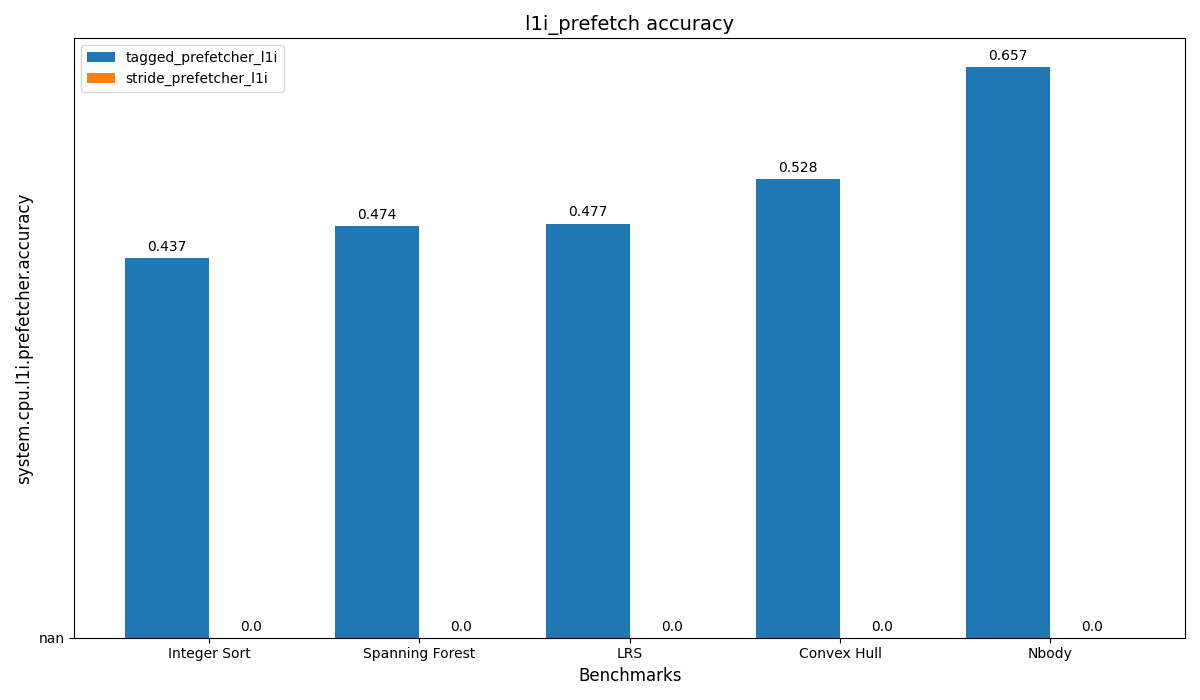 l1i_prefetch accuracy
tagged_prefetcher_l1i
stride_prefetcher_l1i
system.cpu.l1i.prefetcher.accuracy
0.437
0.474
0.477
0.528
0.657
0.0
0.0
0.0
0.0
0.0
nan
Integer Sort
Spanning Forest
LRS
Convex Hull
Nbody
Benchmarks